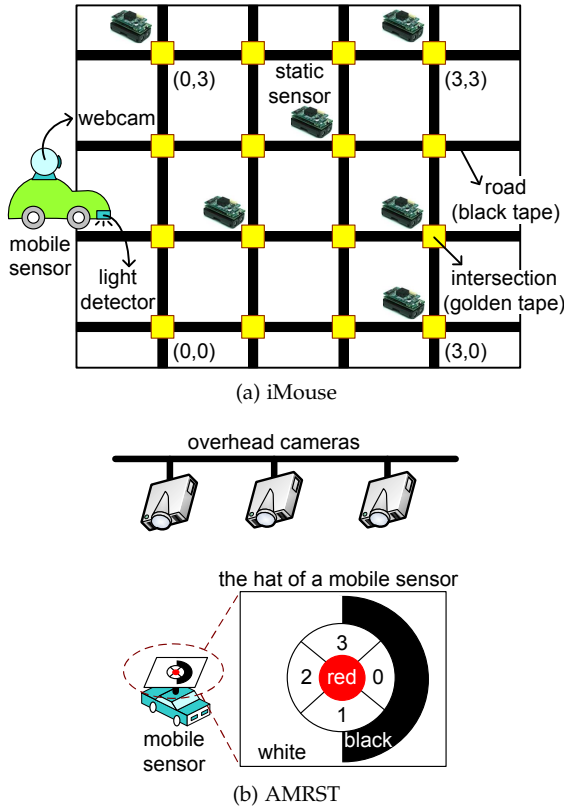 (0,3)
(3,3)
static
sensor
webcam
road
(black tape)
mobile
sensor
light
detector
intersection
(golden tape)
(0,0)
(3,0)
(a) iMouse
overhead cameras
the hat of a mobile sensor
3
2
red
0
1
black
white
mobile
sensor
(b) AMRST